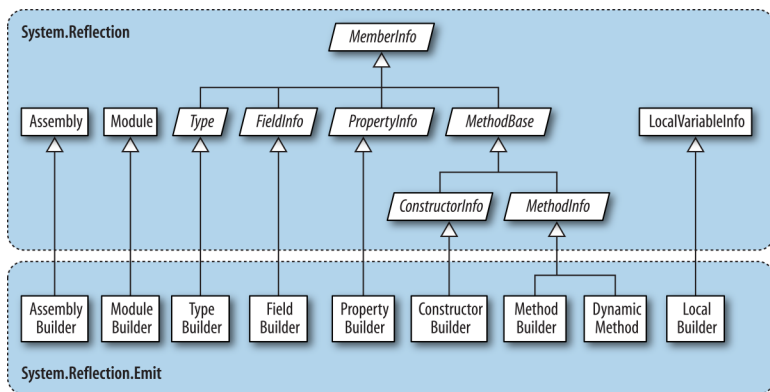 System.Reflection
MemberInfo
Assembly
Module
Type
FieldInfo
PropertyInfo
MethodBase
LocalVariableInfo
ConstructorInfo
MethodInfo
Assembly
Builder
Module
Builder
Type
Builder
Field
Builder
Property
Builder
Constructor
Builder
Method
Builder
Dynamic
Method
Local
Builder
System.Reflection.Emit